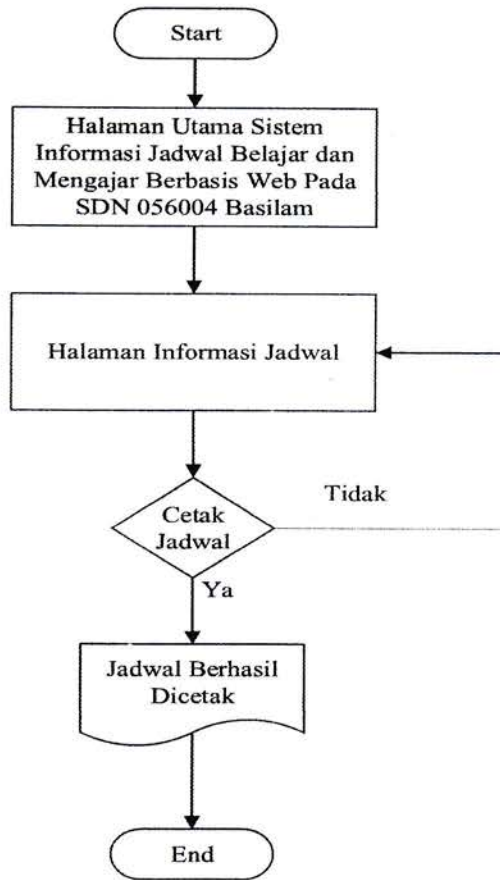 Start
Halaman Utama Sistem
Informasi Jadwal Belajar dan
Mengajar Berbasis Web Pada
SDN 056004 Basilam
Halaman Informasi Jadwal
Cetak
Jadwal
Tidak
Ya
Jadwal Berhasil
Dicetak
End